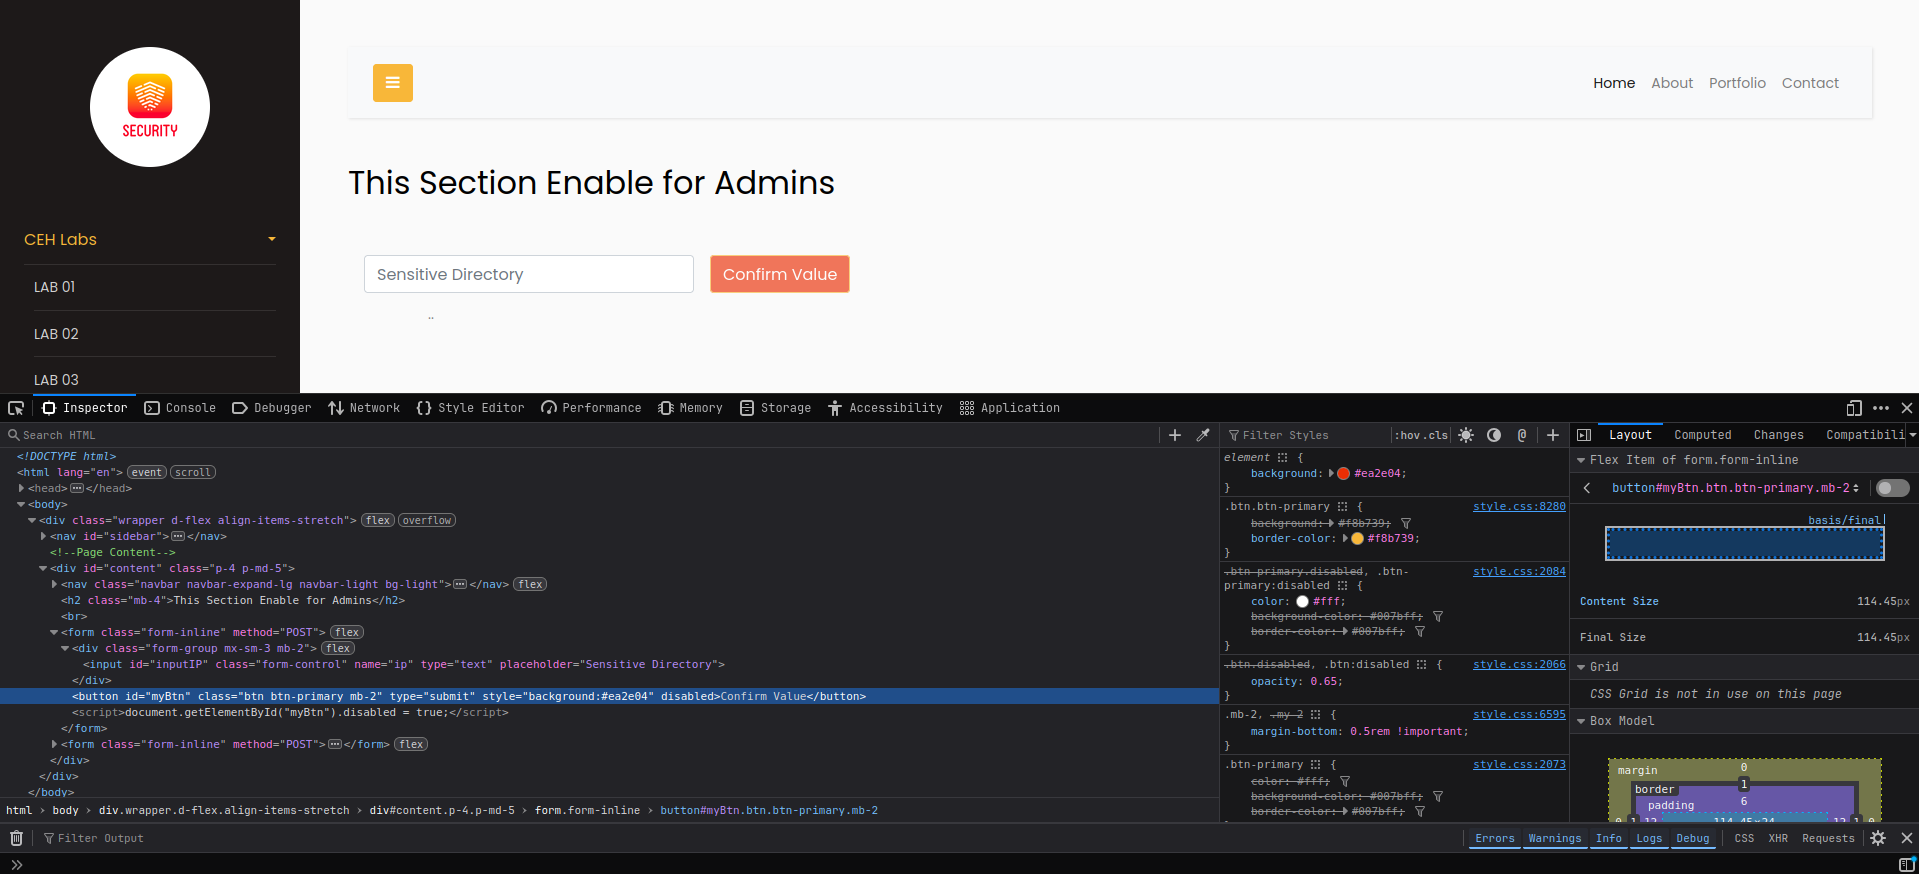 SECURITY
CEH Labs
LAB 01
LAB 02
LAB 03
Home About Portfolio Contact
This Section Enable for Admins
Sensitive Directory Confirm Value
..
Inspector Console Debugger Network Style Editor Performance Memory Storage Accessibility Application
Search HTML
<!DOCTYPE html>
<html lang="en"> event scroll
<head> ••• </head>
<body>
<div class="wrapper d-flex align-items-stretch"> flex overflow
<nav id="sidebar"> ••• </nav>
<!--Page Content-->
<div id="content" class="p-4 p-md-5">
<nav class="navbar navbar-expand-lg navbar-light bg-light"> ••• </nav> flex
<h2 class="mb-4">This Section Enable for Admins</h2>
<br>
<form class="form-inline" method="POST"> flex
<div class="form-group mx-sm-3 mb-2"> flex
<input id="inputIP" class="form-control" name="ip" type="text" placeholder="Sensitive Directory">
</div>
<button id="myBtn" class="btn btn-primary mb-2" type="submit" style="background:#ea2e04" disabled>Confirm Value</button>
<script>document.getElementById("myBtn").disabled = true;</script>
</form>
<form class="form-inline" method="POST"> ••• </form> flex
</div>
</div>
</body>
html › body › div.wrapper.d-flex.align-items-stretch › div#content.p-4.p-md-5 › form.form-inline › button#myBtn.btn.btn-primary.mb-2
Filter Styles :hov .cls @ +
element {
background: #ea2e04;
}
.btn.btn-primary { style.css:8280
background: #f8b739;
border-color: #f8b739;
}
.btn-primary.disabled, .btn- style.css:2084
primary:disabled {
color: #fff;
background-color: #007bff;
border-color: #007bff;
}
.btn.disabled, .btn:disabled { style.css:2066
opacity: 0.65;
}
.mb-2, .my-2 { style.css:6595
margin-bottom: 0.5rem !important;
}
.btn-primary { style.css:2073
color: #fff;
background-color: #007bff;
border-color: #007bff;
Layout Computed Changes Compatibili
Flex Item of form.form-inline
button#myBtn.btn.btn-primary.mb-2
basis/final
Content Size 114.45px
Final Size 114.45px
Grid
CSS Grid is not in use on this page
Box Model
margin 0
border 1
padding 6
0 1 12 114.45x24 12 1 0
Filter Output
Errors Warnings Info Logs Debug CSS XHR Requests
»